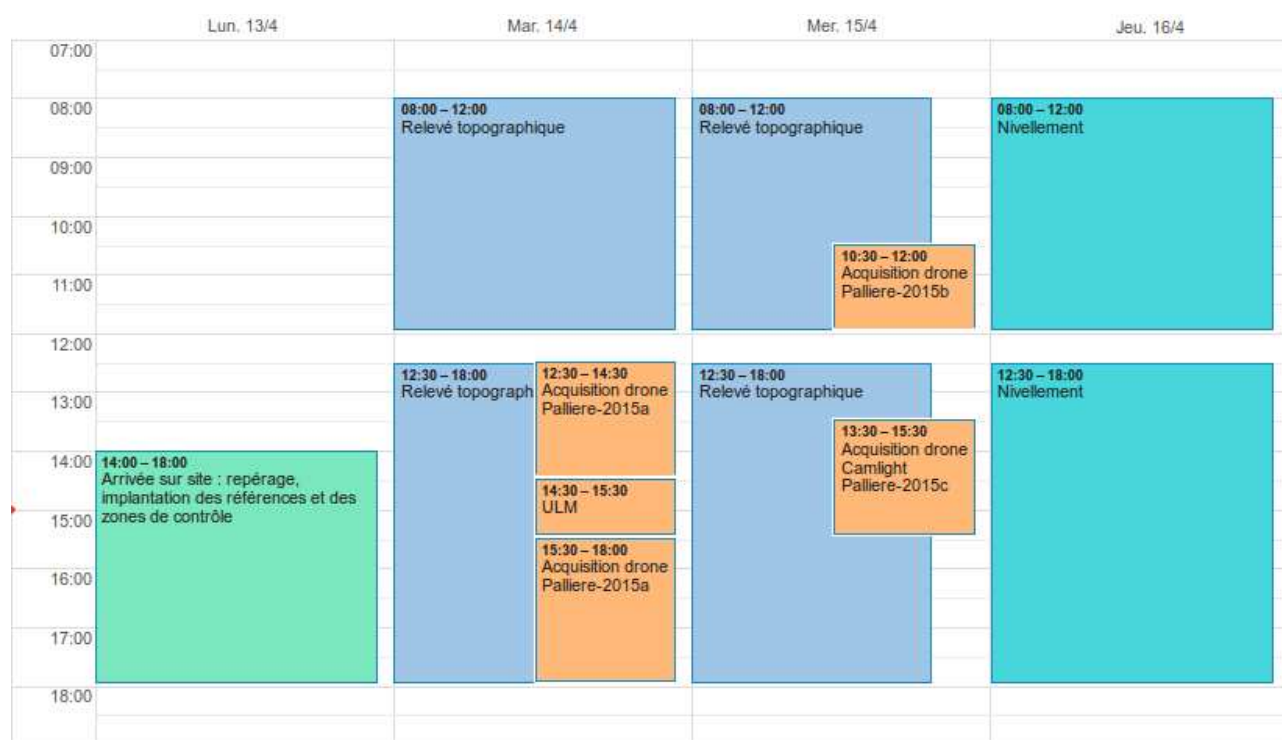 Lun. 13/4
Mar. 14/4
Mer. 15/4
Jeu. 16/4
07:00
08:00
09:00
10:00
11:00
12:00
13:00
14:00
15:00
16:00
17:00
18:00
14:00 – 18:00
Arrivée sur site : repérage,
implantation des références et des
zones de contrôle
08:00 – 12:00
Relevé topographique
12:30 – 18:00
Relevé topograph
12:30 – 14:30
Acquisition drone
Palliere-2015a
14:30 – 15:30
ULM
15:30 – 18:00
Acquisition drone
Palliere-2015a
08:00 – 12:00
Relevé topographique
10:30 – 12:00
Acquisition drone
Palliere-2015b
12:30 – 18:00
Relevé topographique
13:30 – 15:30
Acquisition drone
Camlight
Palliere-2015c
08:00 – 12:00
Nivellement
12:30 – 18:00
Nivellement